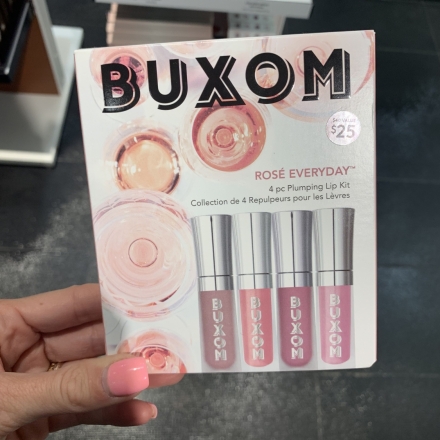 BUXOM
$25
ROSÉ EVERYDAY™
4 pc Plumping Lip Kit
Collection de 4 Repulpeurs pour les Lèvres
BUXOM
BUXOM
BUXOM
BUXOM